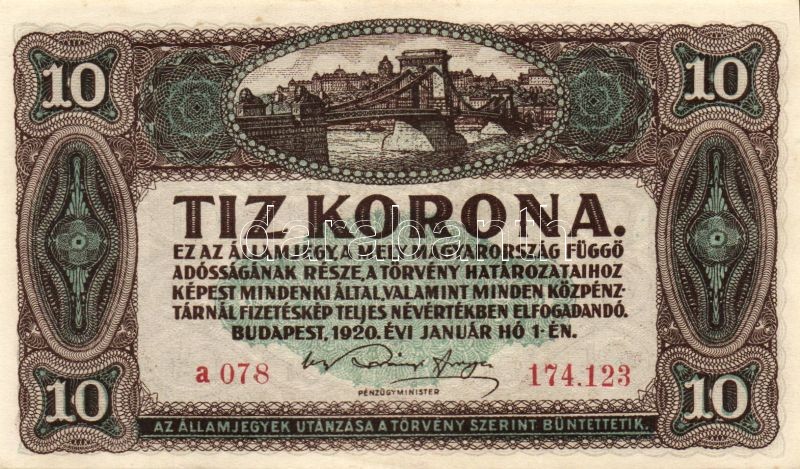 10 10
TIZ KORONA.
EZ AZ ÁLLAMJEGY, A MELY MAGYARORSZÁG FÜGGŐ
ADÓSSÁGÁNAK RÉSZE, A TÖRVÉNY HATÁROZATAIHOZ
KÉPEST MINDENKI ÁLTAL, VALAMINT MINDEN KÖZPÉNZ-
TÁRNÁL FIZETÉSKÉP TELJES NÉVÉRTÉKBEN ELFOGADANDÓ.
BUDAPEST, 1920. ÉVI JANUÁR HÓ 1-ÉN.
a 078 174.123
PÉNZÜGYMINISTER
10 10
AZ ÁLLAMJEGYEK UTÁNZÁSA A TÖRVÉNY SZERINT BÜNTETTETIK.
darabanth